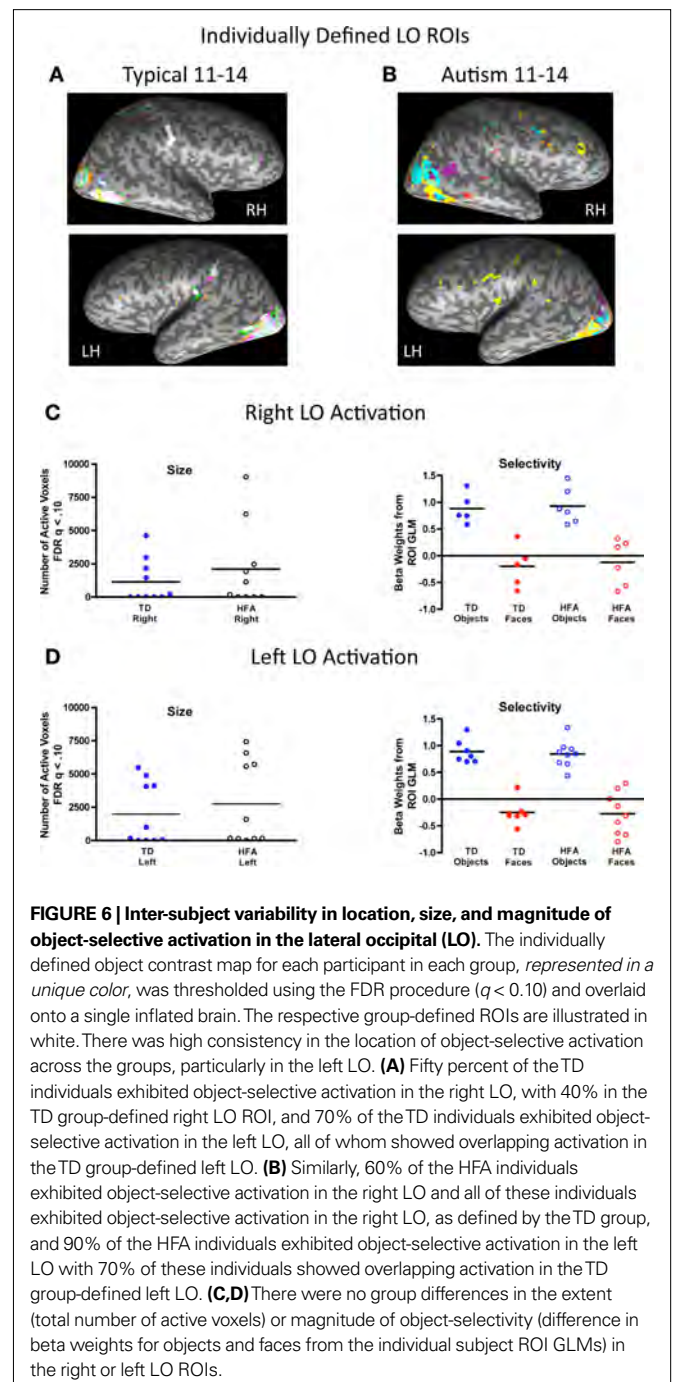 Individually Defined LO ROIs
A Typical 11-14
B Autism 11-14
RH
RH
LH
LH
C Right LO Activation
Size
Number of Active Voxels
FDR q < .10
10000
7500
5000
2500
0
TD
Right
HFA
Right
Selectivity
Beta Weights from
ROI GLM
1.5
1.0
0.5
0.0
-0.5
-1.0
TD
Objects
TD
Faces
HFA
Objects
HFA
Faces
D Left LO Activation
Size
Number of Active Voxels
FDR q < .10
10000
7500
5000
2500
0
TD
Left
HFA
Left
Selectivity
Beta Weights from
ROI GLM
1.5
1.0
0.5
0.0
-0.5
-1.0
TD
Objects
TD
Faces
HFA
Objects
HFA
Faces
FIGURE 6 | Inter-subject variability in location, size, and magnitude of
object-selective activation in the lateral occipital (LO). The individually
defined object contrast map for each participant in each group, represented in a
unique color, was thresholded using the FDR procedure (q < 0.10) and overlaid
onto a single inflated brain. The respective group-defined ROIs are illustrated in
white. There was high consistency in the location of object-selective activation
across the groups, particularly in the left LO. (A) Fifty percent of the TD
individuals exhibited object-selective activation in the right LO, with 40% in the
TD group-defined right LO ROI, and 70% of the TD individuals exhibited object-
selective activation in the left LO, all of whom showed overlapping activation in
the TD group-defined left LO. (B) Similarly, 60% of the HFA individuals
exhibited object-selective activation in the right LO and all of these individuals
exhibited object-selective activation in the right LO, as defined by the TD group,
and 90% of the HFA individuals exhibited object-selective activation in the left
LO with 70% of these individuals showed overlapping activation in the TD
group-defined left LO. (C,D) There were no group differences in the extent
(total number of active voxels) or magnitude of object-selectivity (difference in
beta weights for objects and faces from the individual subject ROI GLMs) in
the right or left LO ROIs.